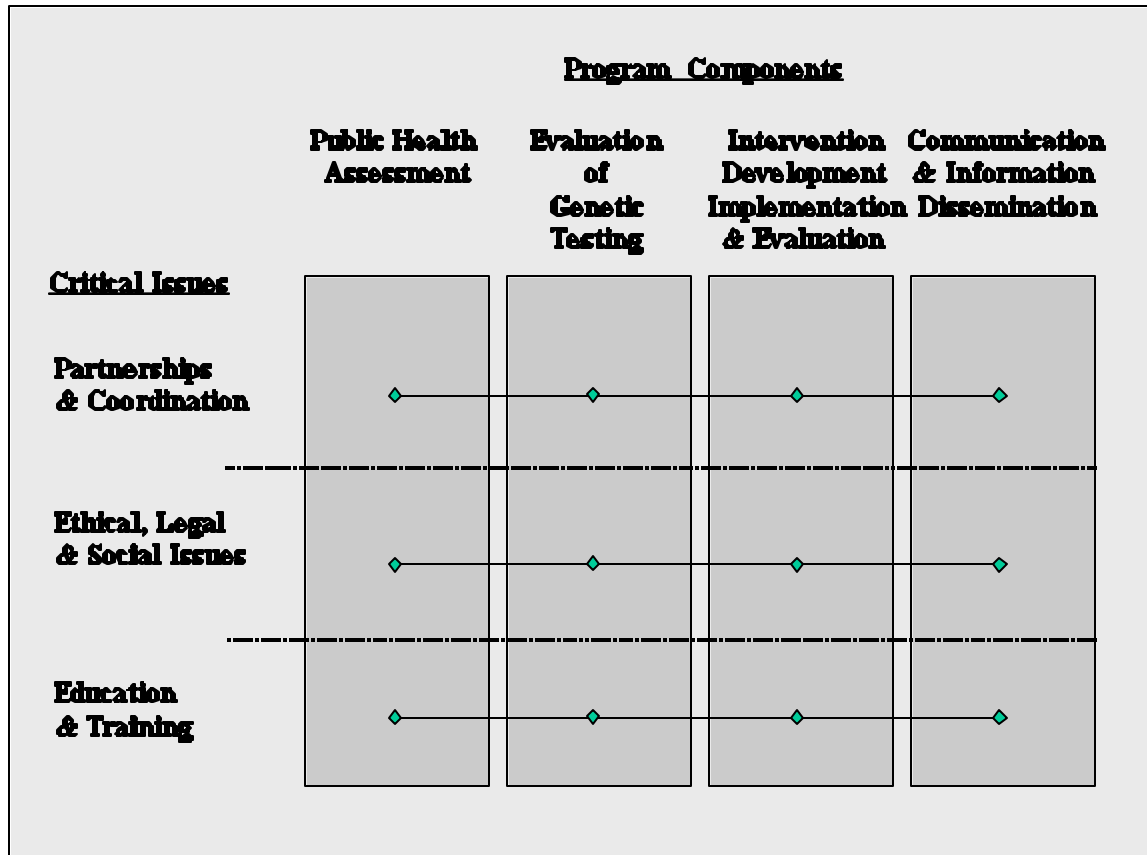 Program Components
Public Health
Assessment
Evaluation
of
Genetic
Testing
Intervention
Development
Implementation
& Evaluation
Communication
& Information
Dissemination
Critical Issues
Partnerships
& Coordination
Ethical, Legal
& Social Issues
Education
& Training